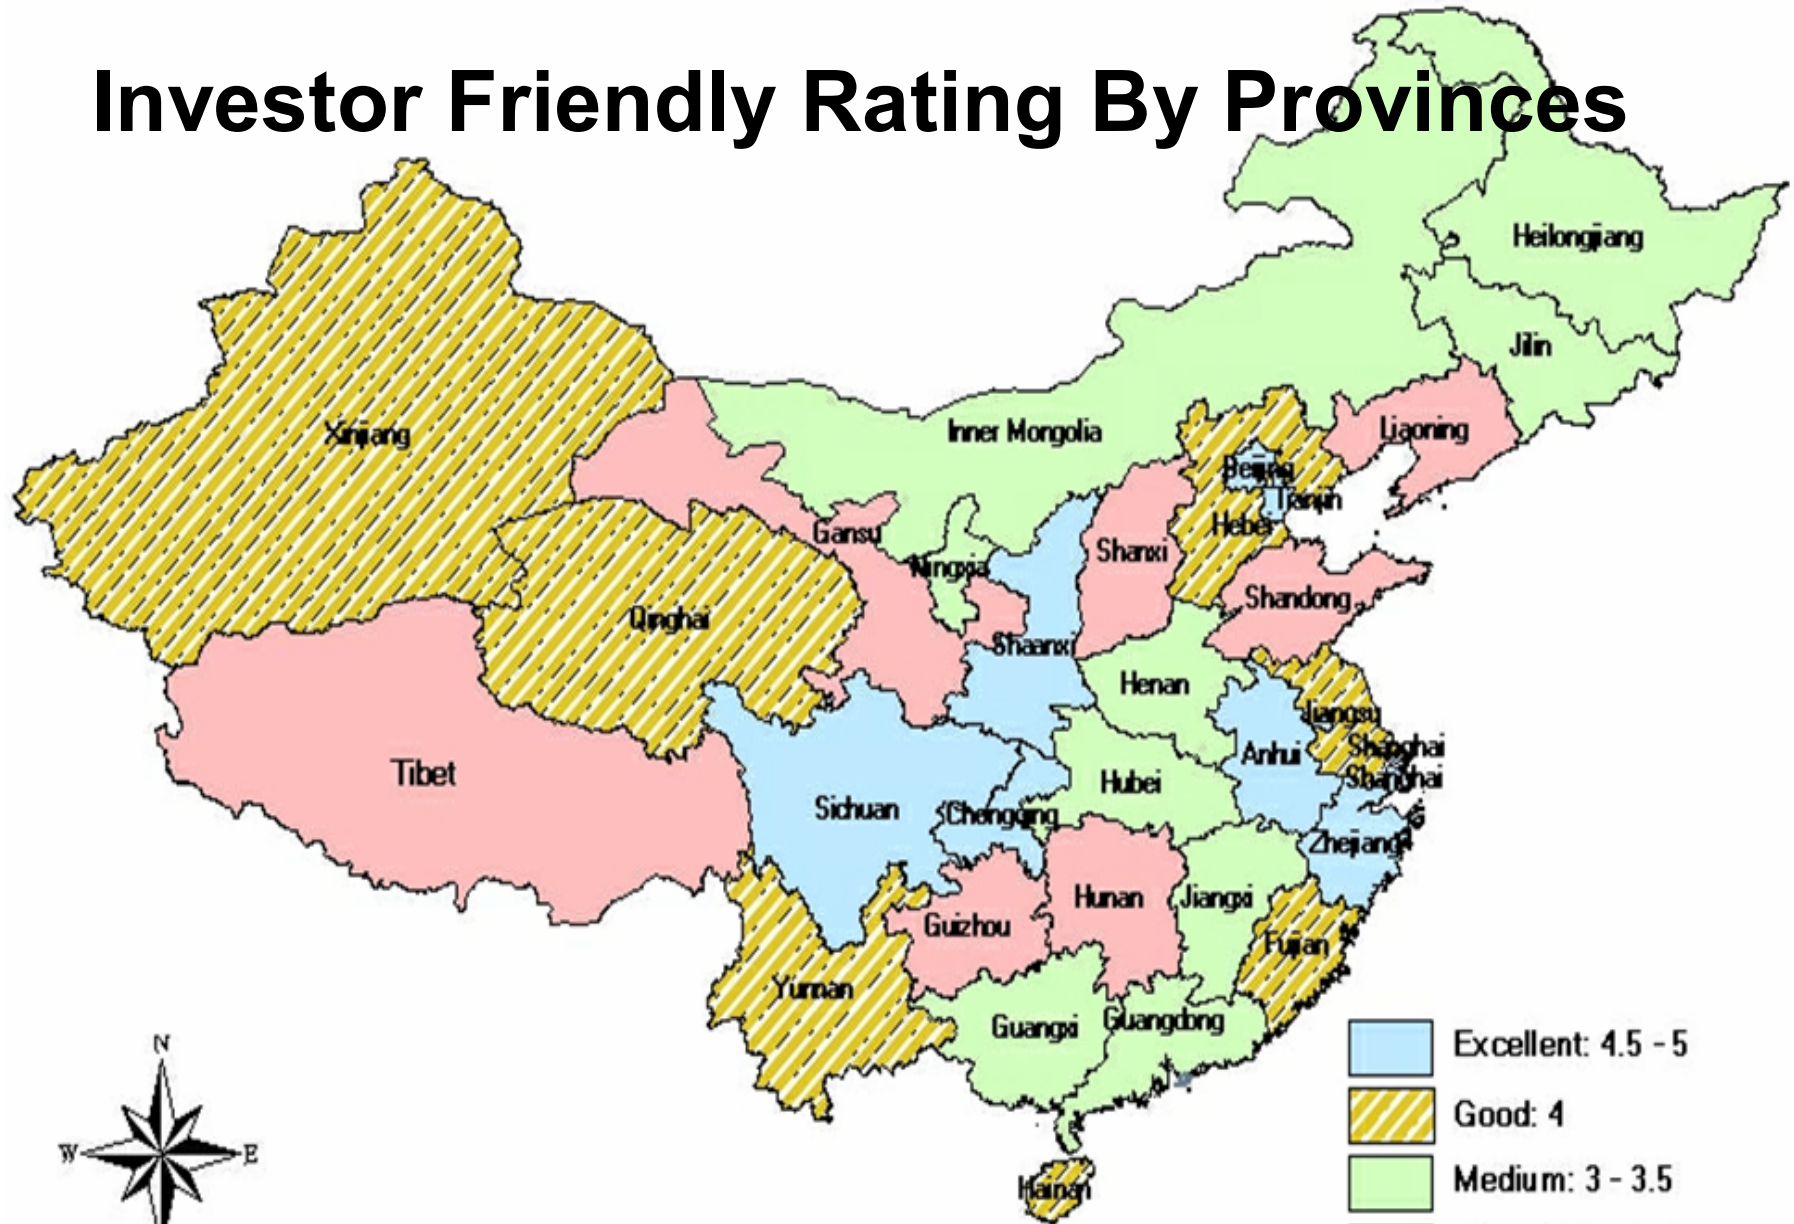 Investor Friendly Rating By Provinces
Heilongjiang
Jilin
Inner Mongolia
Liaoning
Xinjiang
Beijing
Tianjin
Hebei
Gansu
Shanxi
Ningxia
Shandong
Qinghai
Shaanxi
Henan
Jiangsu
Shanghai
Anhui
Tibet
Shanghai
Hubei
Sichuan
Chongqing
Zhejiang
Hunan
Jiangxi
Guizhou
Fujian
Yunnan
Guangxi
Guangdong
Hainan
N
W
E
Excellent: 4.5 - 5
Good: 4
Medium: 3 - 3.5